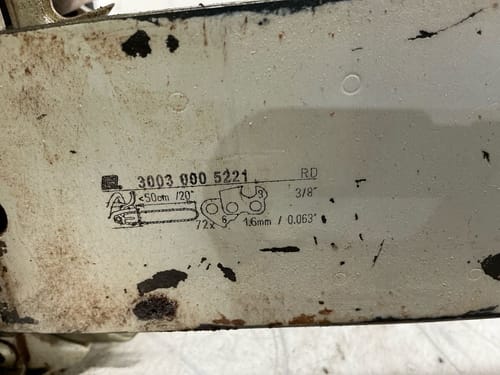 3003 000 5221 RD
<50cm /20" 3/8"
72x 1.6mm / 0.063"